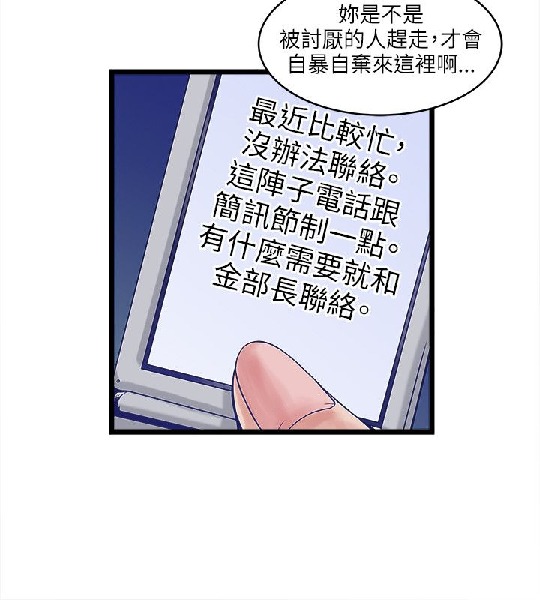 妳是不是
被討厭的人趕走，才會
自暴自棄來這裡啊...
最近比較忙，
沒辦法聯絡。
這陣子電話跟
簡訊節制一點。
有什麼需要就和
金部長聯絡。